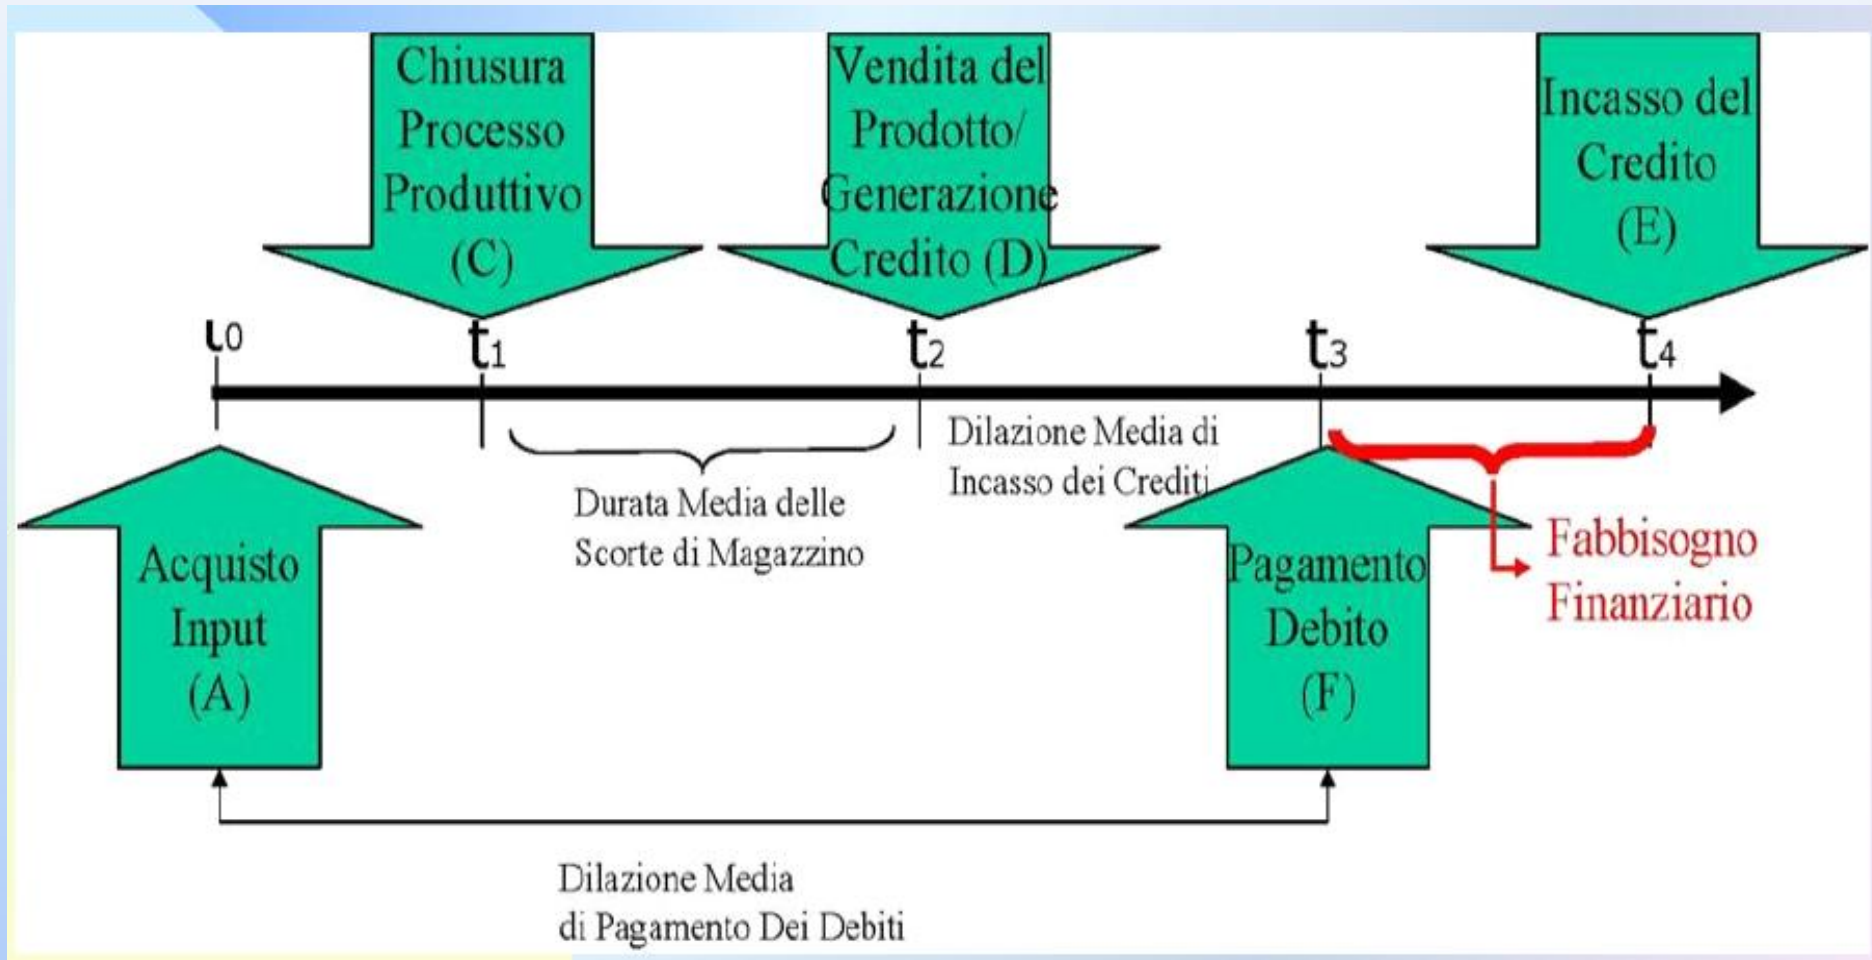 Chiusura
Processo
Produttivo
(C)
Vendita del
Prodotto/
Generazione
Credito (D)
Incasso del
Credito
(E)
t0
t1
t2
t3
t4
Dilazione Media di
Incasso dei Crediti
Durata Media delle
Scorte di Magazzino
Acquisto
Input
(A)
Pagamento
Debito
(F)
Fabbisogno
Finanziario
Dilazione Media
di Pagamento Dei Debiti